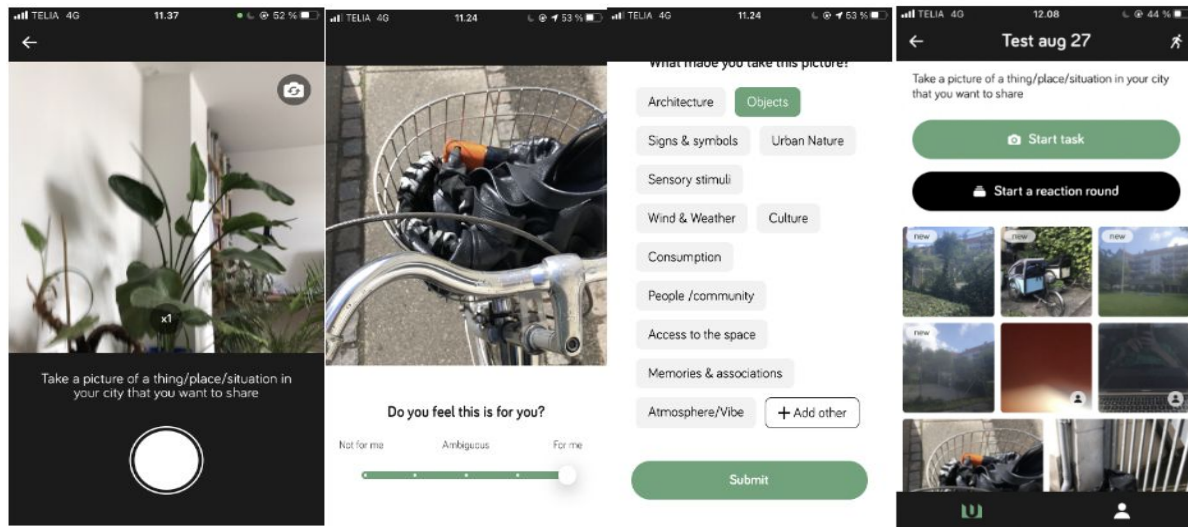 TELIA 4G 11.37 52 %
x1
Take a picture of a thing/place/situation in
your city that you want to share
TELIA 4G 11.24 53 %
Do you feel this is for you?
Not for me Ambiguous For me
TELIA 4G 11.24 53 %
What made you take this picture?
Architecture Objects
Signs & symbols Urban Nature
Sensory stimuli
Wind & Weather Culture
Consumption
People /community
Access to the space
Memories & associations
Atmosphere/Vibe + Add other
Submit
TELIA 4G 12.08 44 %
Test aug 27
Take a picture of a thing/place/situation in your city
that you want to share
Start task
Start a reaction round
new new new
new